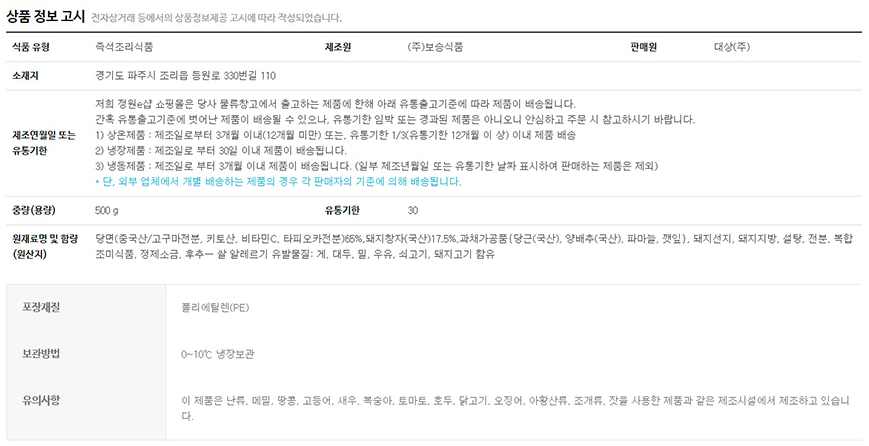 상품 정보 고시 전자상거래 등에서의 상품정보제공 고시에 따라 작성되었습니다.
식품 유형 즉석조리식품 제조원 (주)보승식품 판매원 대상(주)
소재지 경기도 파주시 조리읍 등원로 330번길 110
제조연월일 또는
유통기한
저희 정원e샵 쇼핑몰은 당사 물류창고에서 출고하는 제품에 한해 아래 유통출고기준에 따라 제품이 배송됩니다.
간혹 유통출고기준에 벗어난 제품이 배송될 수 있으나, 유통기한 임박 또는 경과된 제품은 아니오니 안심하고 주문 시 참고하시기 바랍니다.
1) 상온제품 : 제조일로부터 3개월 이내(12개월 미만) 또는, 유통기한 1/3(유통기한 12개월 이 상) 이내 제품 배송
2) 냉장제품 : 제조일로 부터 30일 이내 제품이 배송됩니다.
3) 냉동제품 : 제조일로 부터 3개월 이내 제품이 배송됩니다. (일부 제조년월일 또는 유통기한 날짜 표시하여 판매하는 제품은 제외)
* 단, 외부 업체에서 개별 배송하는 제품의 경우 각 판매자의 기준에 의해 배송됩니다.
중량(용량) 500 g 유통기한 30
원재료명 및 함량
(원산지)
당면(중국산/고구마전분, 키토산, 비타민C, 타피오카전분)65%,돼지창자(국산)17.5%,과채가공품{당근(국산), 양배추(국산), 파마늘, 깻잎}, 돼지선지, 돼지지방, 설탕, 전분, 복합
조미식품, 정제소금, 후추ㅡ 쌀 알레르기 유발물질: 게, 대두, 밀, 우유, 쇠고기, 돼지고기 함유
포장재질 폴리에틸렌(PE)
보관방법 0~10℃ 냉장보관
유의사항 이 제품은 난류, 메밀, 땅콩, 고등어, 새우, 복숭아, 토마토, 호두, 닭고기, 오징어, 아황산류, 조개류, 잣을 사용한 제품과 같은 제조시설에서 제조하고 있습니
다.